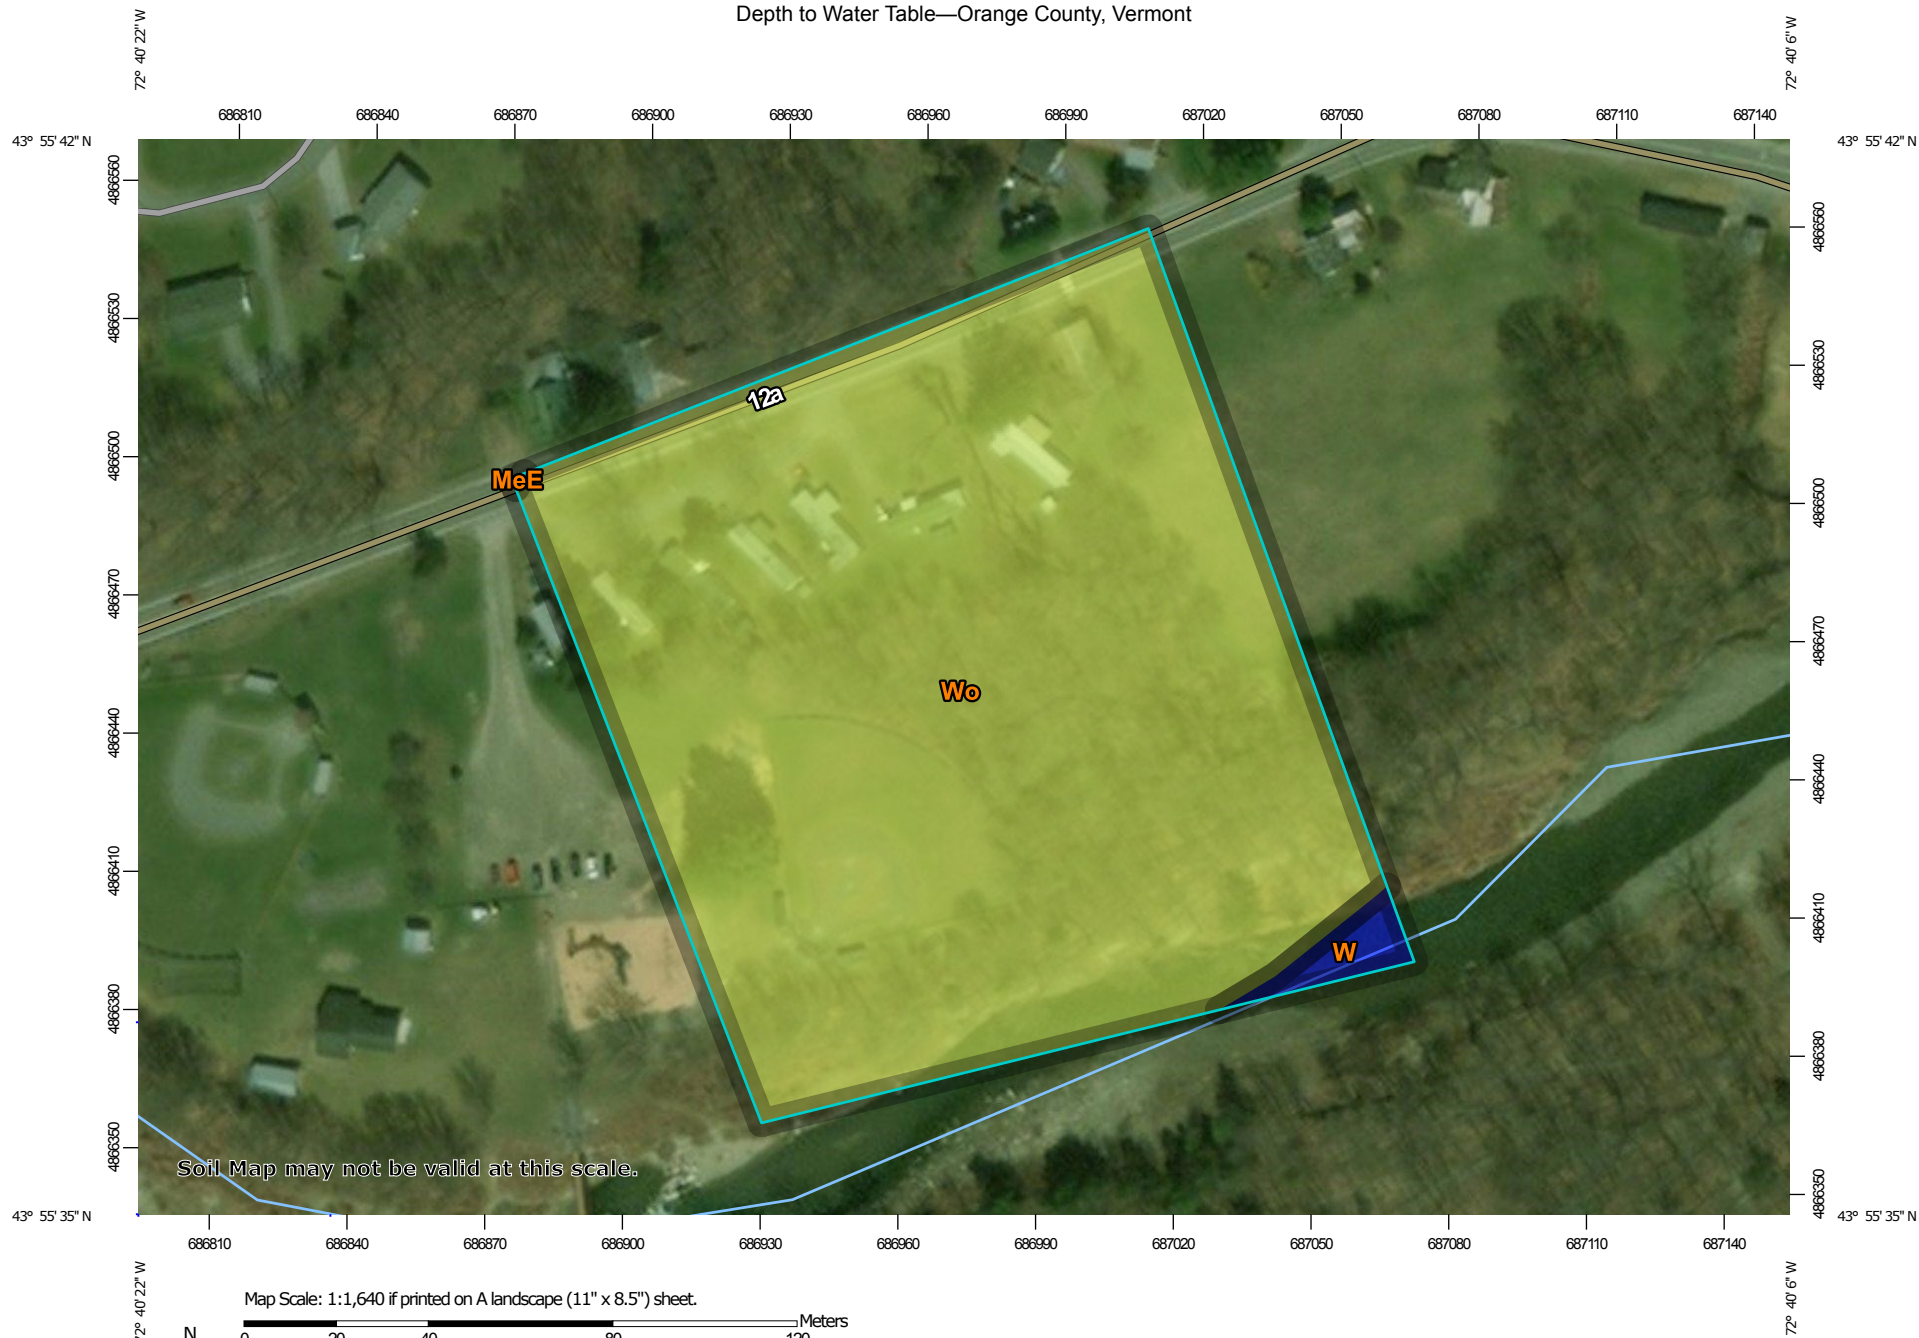 Depth to Water Table—Orange County, Vermont
72° 40' 22" W
72° 40' 6" W
686810 686840 686870 686900 686930 686960 686990 687020 687050 687080 687110 687140
43° 55' 42" N
43° 55' 42" N
4866560
4866530
4866500
4866470
4866440
4866410
4866380
4866350
4866560
4866530
4866500
4866470
4866440
4866410
4866380
4866350
12a
MeE
Wo
W
Soil Map may not be valid at this scale.
43° 55' 35" N
43° 55' 35" N
686810 686840 686870 686900 686930 686960 686990 687020 687050 687080 687110 687140
72° 40' 22" W
72° 40' 6" W
Map Scale: 1:1,640 if printed on A landscape (11" x 8.5") sheet.
Meters
N